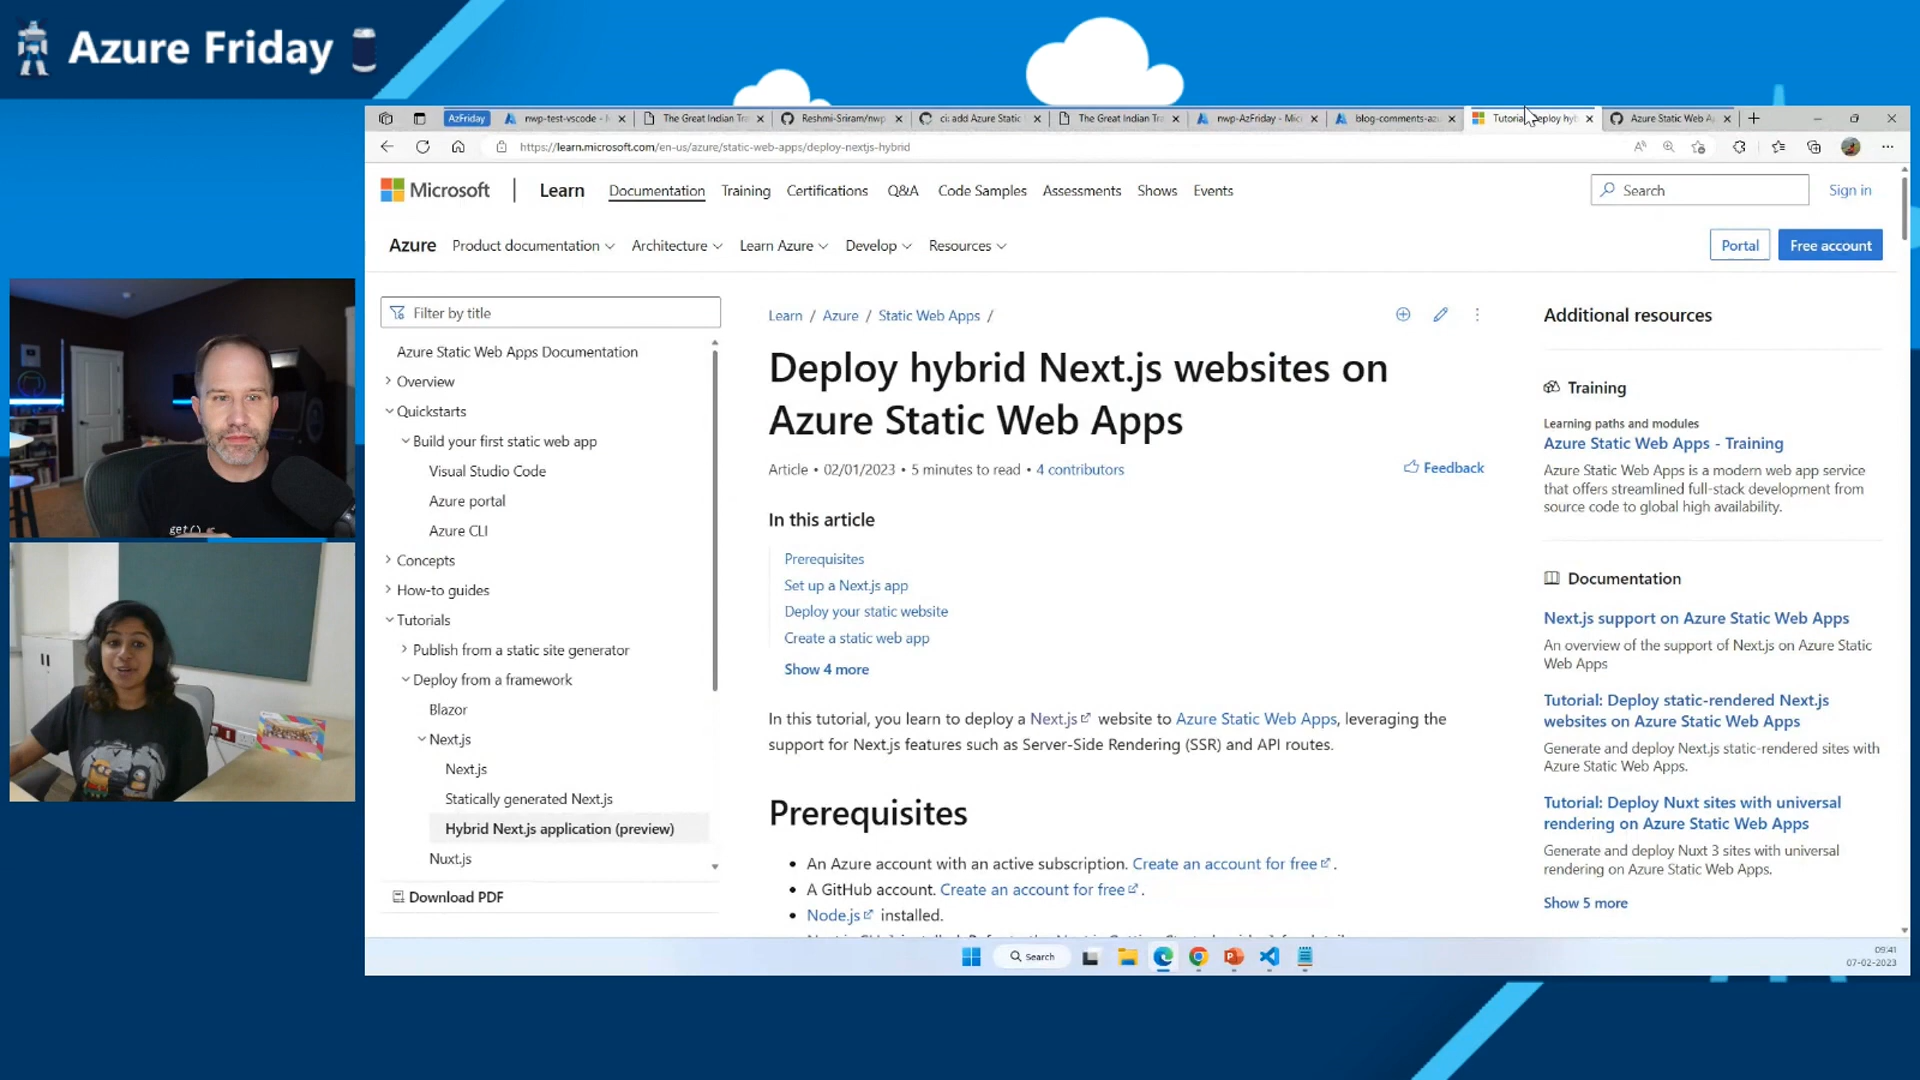 Azure Friday
AzFriday
nwp-test-vscode - M
The Great Indian Tra
Reshmi-Sriram/nwp
ci: add Azure Static
The Great Indian Tra
nwp-AzFriday - Micr
blog-comments-azu
Tutorial: Deploy hyb
Azure Static Web Ap
https://learn.microsoft.com/en-us/azure/static-web-apps/deploy-nextjs-hybrid
Microsoft
Learn
Documentation
Training
Certifications
Q&A
Code Samples
Assessments
Shows
Events
Search
Sign in
Azure
Product documentation
Architecture
Learn Azure
Develop
Resources
Portal
Free account
Filter by title
Azure Static Web Apps Documentation
Overview
Quickstarts
Build your first static web app
Visual Studio Code
Azure portal
Azure CLI
Concepts
How-to guides
Tutorials
Publish from a static site generator
Deploy from a framework
Blazor
Next.js
Next.js
Statically generated Next.js
Hybrid Next.js application (preview)
Nuxt.js
Download PDF
Learn / Azure / Static Web Apps /
Deploy hybrid Next.js websites on
Azure Static Web Apps
Article • 02/01/2023 • 5 minutes to read • 4 contributors
Feedback
In this article
Prerequisites
Set up a Next.js app
Deploy your static website
Create a static web app
Show 4 more
In this tutorial, you learn to deploy a Next.js website to Azure Static Web Apps, leveraging the
support for Next.js features such as Server-Side Rendering (SSR) and API routes.
Prerequisites
• An Azure account with an active subscription. Create an account for free.
• A GitHub account. Create an account for free.
• Node.js installed.
Additional resources
Training
Learning paths and modules
Azure Static Web Apps - Training
Azure Static Web Apps is a modern web app service
that offers streamlined full-stack development from
source code to global high availability.
Documentation
Next.js support on Azure Static Web Apps
An overview of the support of Next.js on Azure Static
Web Apps
Tutorial: Deploy static-rendered Next.js
websites on Azure Static Web Apps
Generate and deploy Next.js static-rendered sites with
Azure Static Web Apps.
Tutorial: Deploy Nuxt sites with universal
rendering on Azure Static Web Apps
Generate and deploy Nuxt 3 sites with universal
rendering on Azure Static Web Apps.
Show 5 more
get()
Search
09:41
07-02-2023